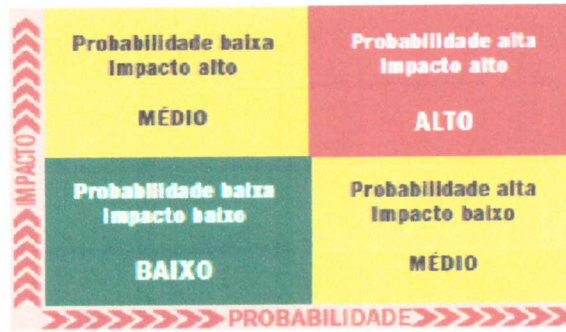 Probabilidade baixa
Impacto alto
MÉDIO
Probabilidade alta
Impacto alto
ALTO
IMPACTO
Probabilidade baixa
Impacto baixo
BAIXO
Probabilidade alta
Impacto baixo
MÉDIO
PROBABILIDADE